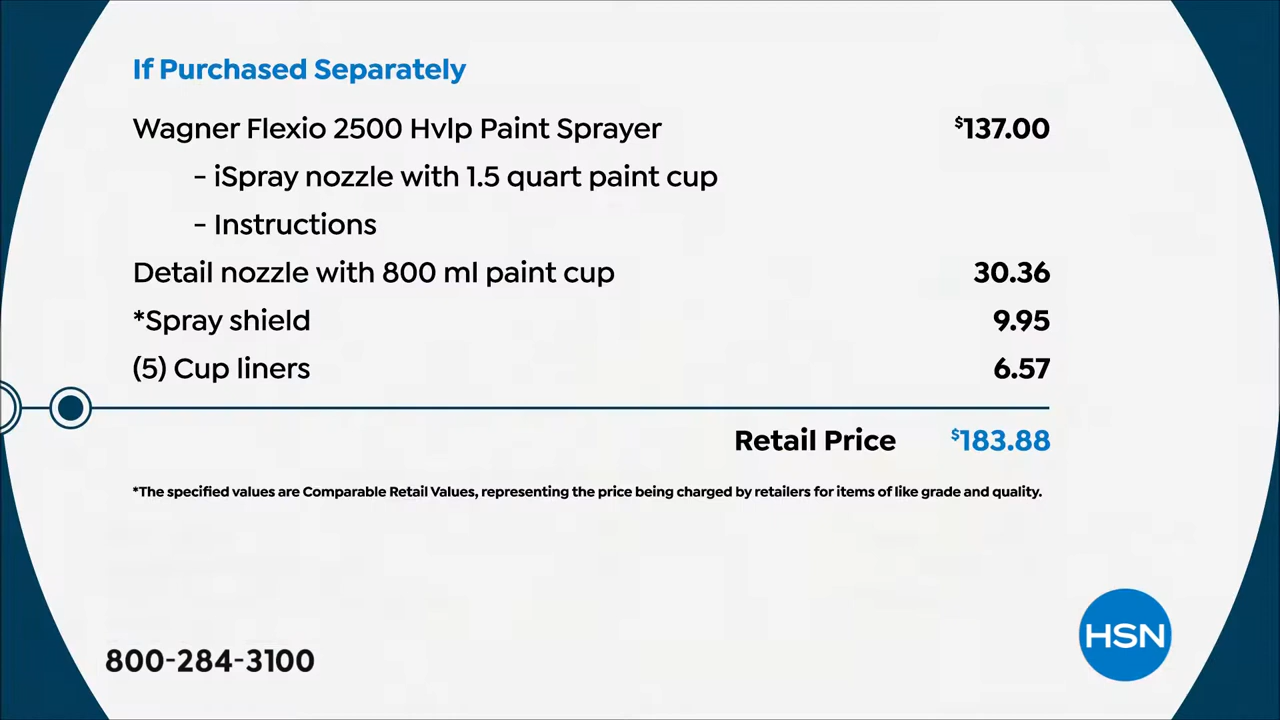 If Purchased Separately
Wagner Flexio 2500 Hvlp Paint Sprayer $137.00
- iSpray nozzle with 1.5 quart paint cup
- Instructions
Detail nozzle with 800 ml paint cup 30.36
*Spray shield 9.95
(5) Cup liners 6.57
Retail Price $183.88
*The specified values are Comparable Retail Values, representing the price being charged by retailers for items of like grade and quality.
HSN
800-284-3100